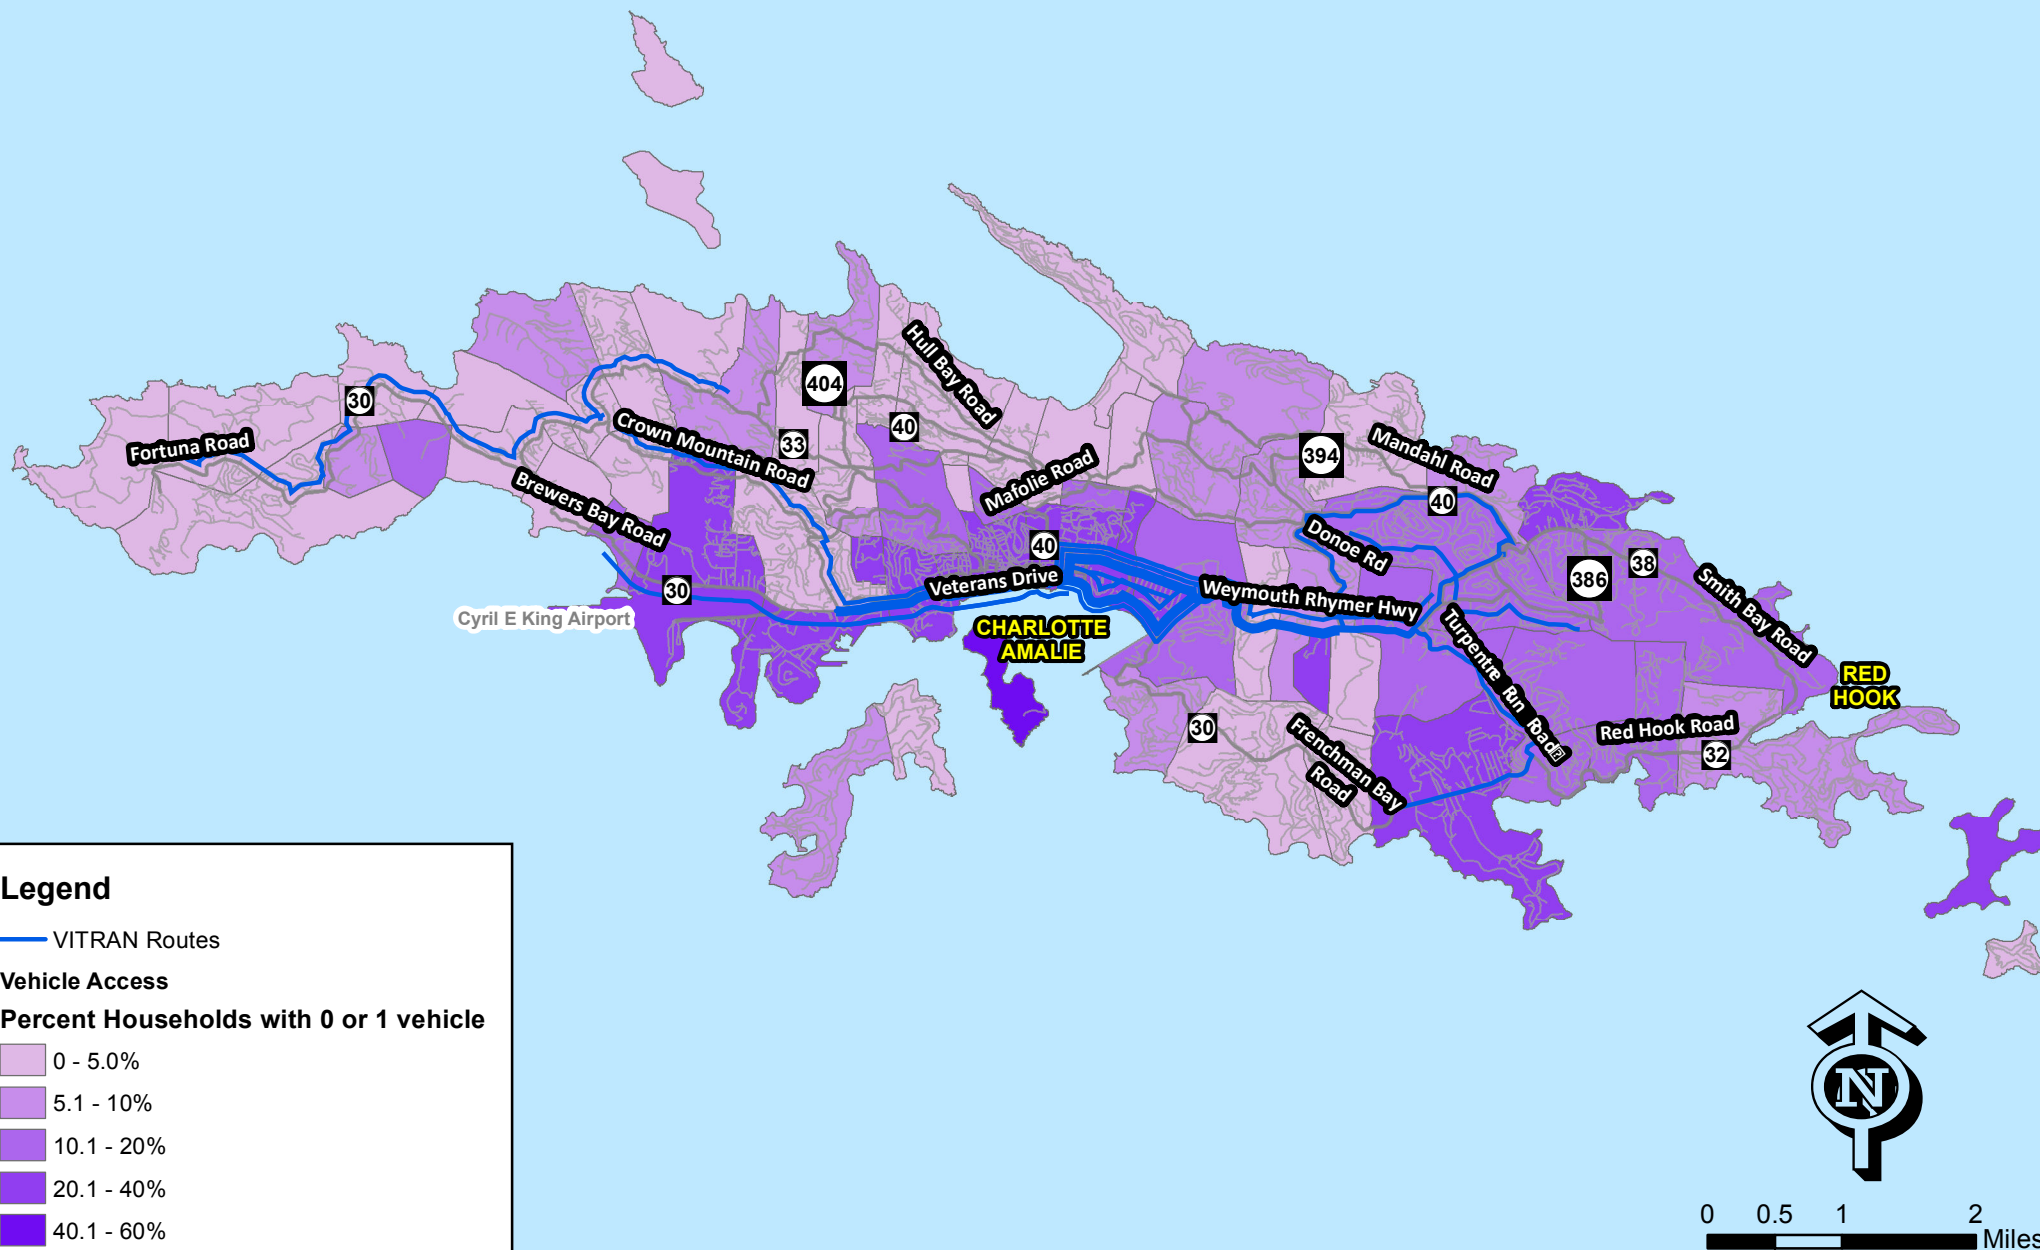 Hull Bay Road
404
30
40
Crown Mountain Road
33
Fortuna Road
Mafolie Road
394
Mandahl Road
40
Brewers Bay Road
Donoe Rd
40
386
38
Smith Bay Road
30
Veterans Drive
Weymouth Rhymer Hwy
Cyril E King Airport
CHARLOTTE
AMALIE
Turpentre Run Road
RED
HOOK
30
Frenchman Bay
Road
Red Hook Road
32
Legend
VITRAN Routes
Vehicle Access
Percent Households with 0 or 1 vehicle
0 - 5.0%
5.1 - 10%
10.1 - 20%
20.1 - 40%
40.1 - 60%
N
0 0.5 1 2
Miles